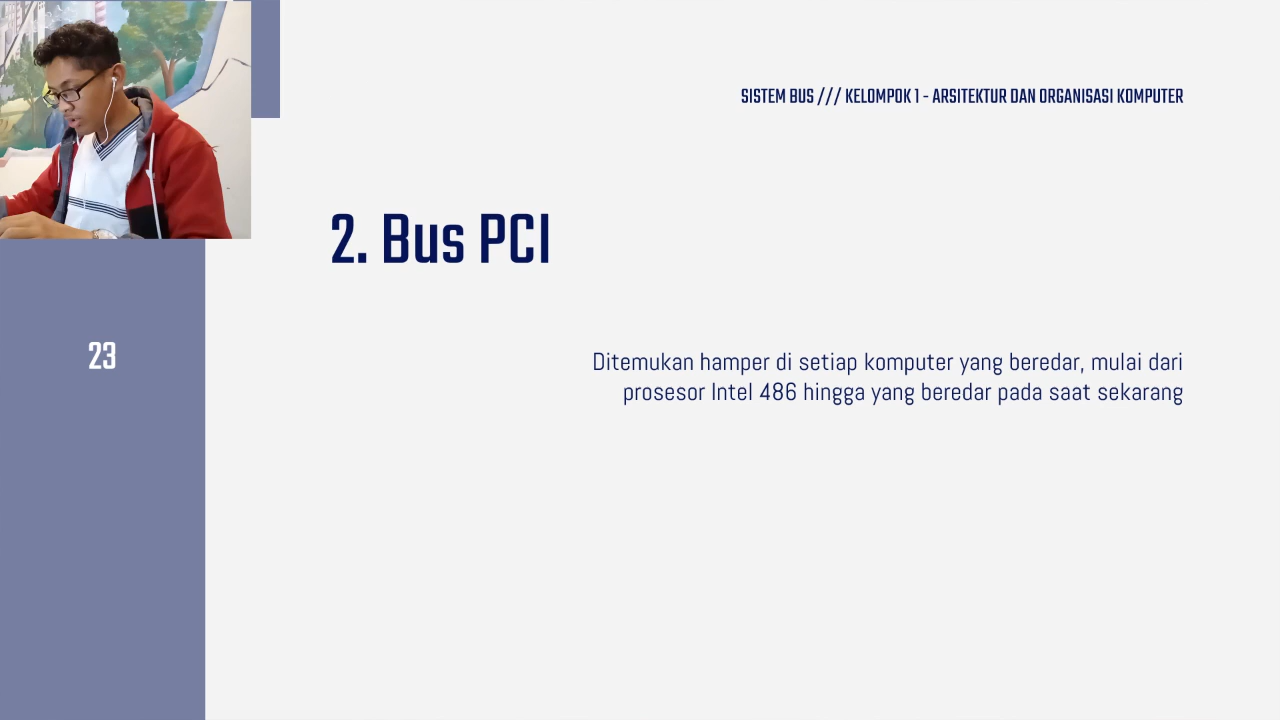 SISTEM BUS /// KELOMPOK 1 - ARSITEKTUR DAN ORGANISASI KOMPUTER
2. Bus PCI
23
Ditemukan hamper di setiap komputer yang beredar, mulai dari
prosesor Intel 486 hingga yang beredar pada saat sekarang